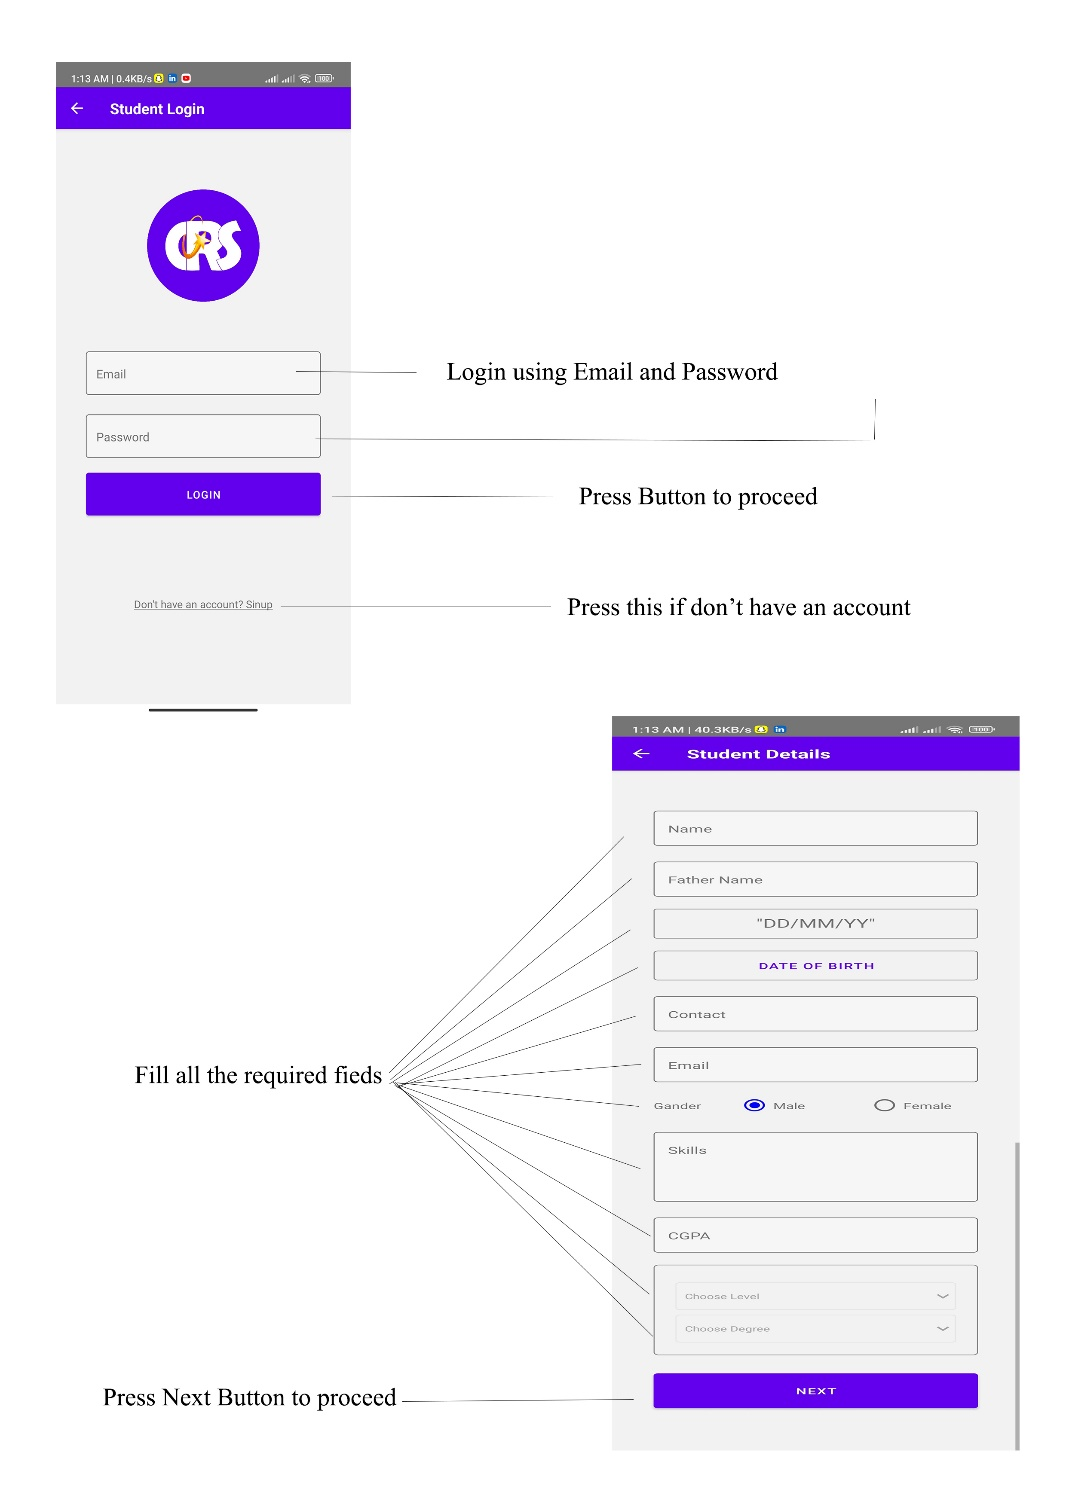 1:13 AM | 0.4KB/s
Student Login
CRS
Email
Login using Email and Password
Password
LOGIN
Press Button to proceed
Don't have an account? Sinup
Press this if don’t have an account
1:13 AM | 40.3KB/s
Student Details
Name
Father Name
"DD/MM/YY"
DATE OF BIRTH
Contact
Email
Fill all the required fieds
Gander Male Female
Skills
CGPA
Choose Level
Choose Degree
NEXT
Press Next Button to proceed